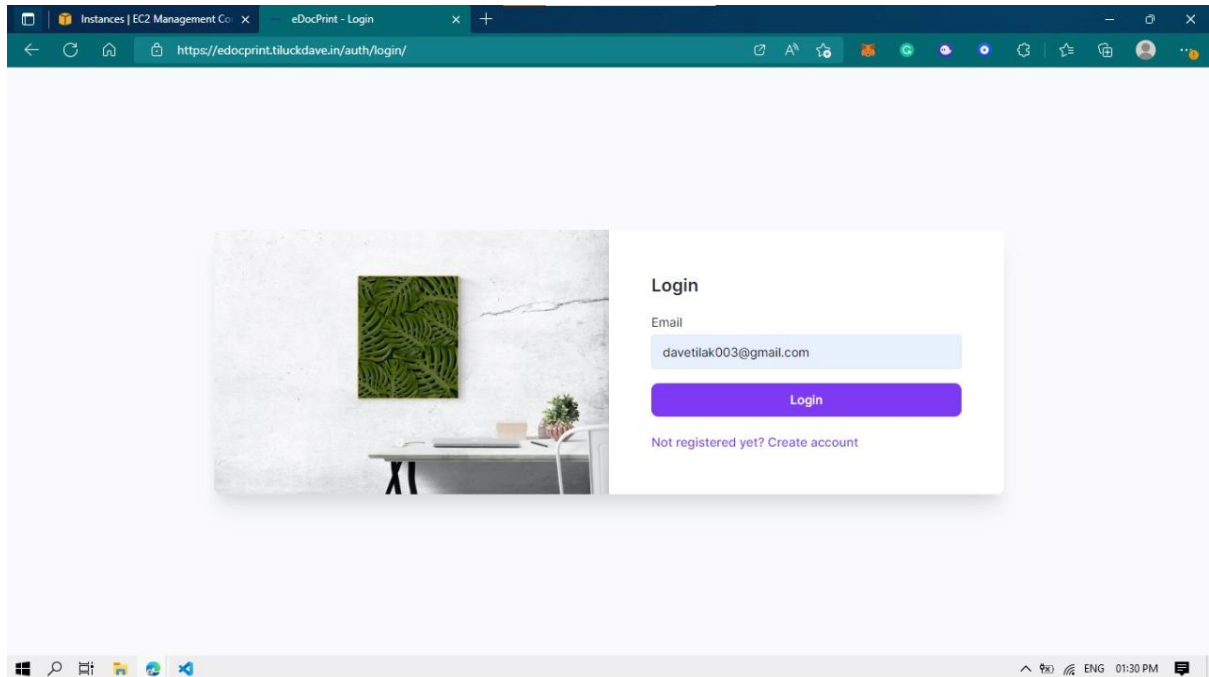 Instances | EC2 Management Co
eDocPrint - Login
https://edocprint.tiluckdave.in/auth/login/
Login
Email
davetilak003@gmail.com
Login
Not registered yet? Create account
ENG 01:30 PM